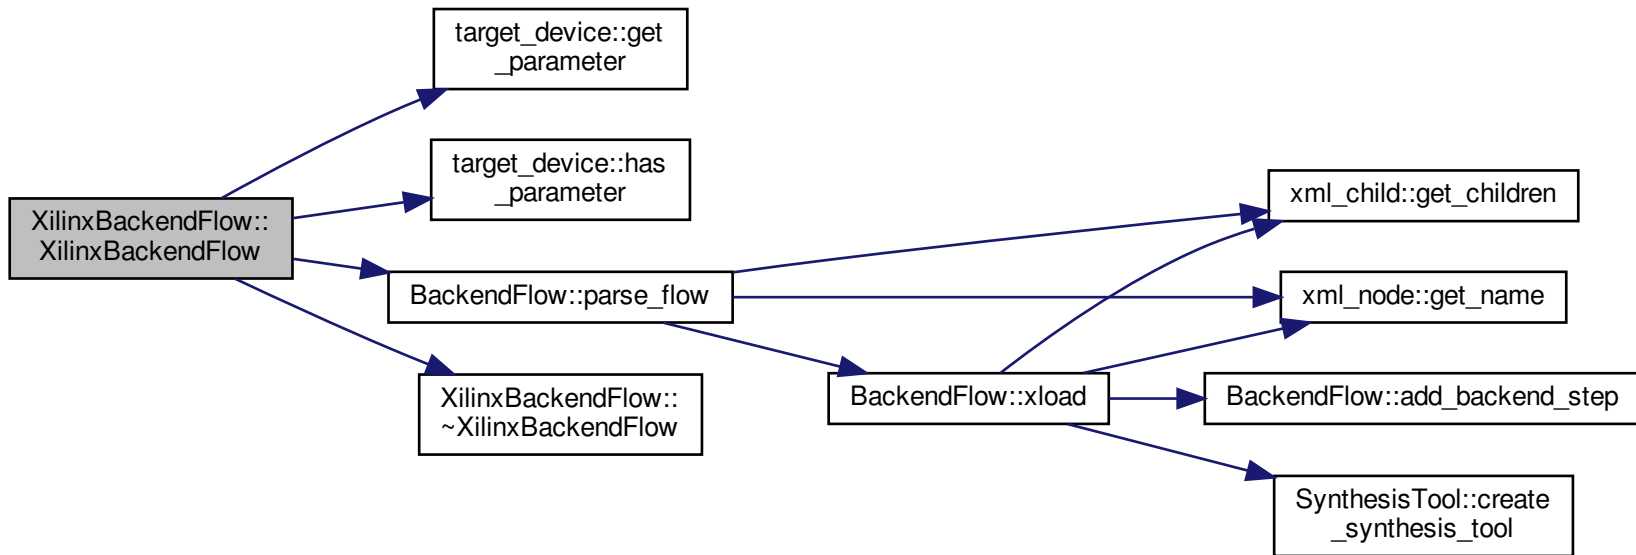 target_device::get
_parameter
target_device::has
_parameter
XilinxBackendFlow::
XilinxBackendFlow
BackendFlow::parse_flow
XilinxBackendFlow::
~XilinxBackendFlow
BackendFlow::xload
xml_child::get_children
xml_node::get_name
BackendFlow::add_backend_step
SynthesisTool::create
_synthesis_tool